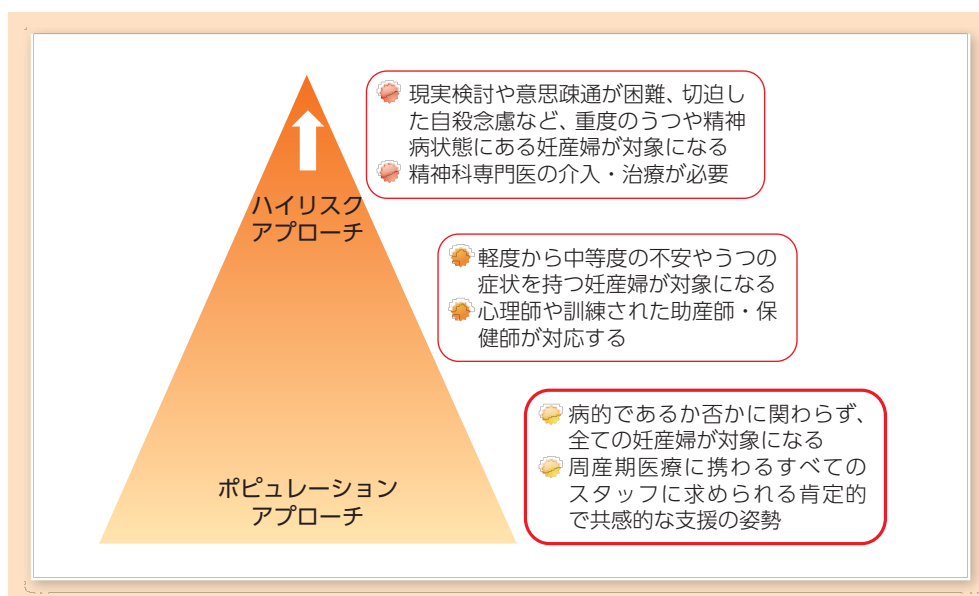 現実検討や意思疎通が困難、切迫し
た自殺念慮など、重度のうつや精神
病状態にある妊産婦が対象になる
精神科専門医の介入・治療が必要
ハイリスク
アプローチ
軽度から中等度の不安やうつの
症状を持つ妊産婦が対象になる
心理師や訓練された助産師・保
健師が対応する
病的であるか否かに関わらず、
全ての妊産婦が対象になる
周産期医療に携わるすべての
スタッフに求められる肯定的
で共感的な支援の姿勢
ポピュレーション
アプローチ